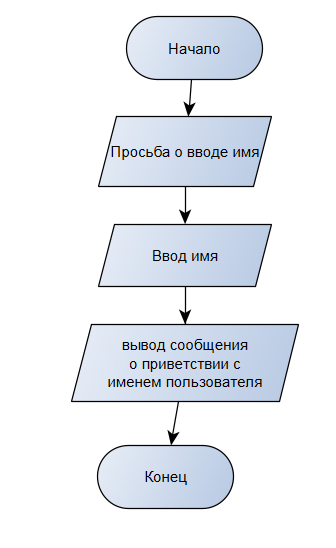 Начало
Просьба о вводе имя
Ввод имя
вывод сообщения
о приветствии с
именем пользователя
Конец